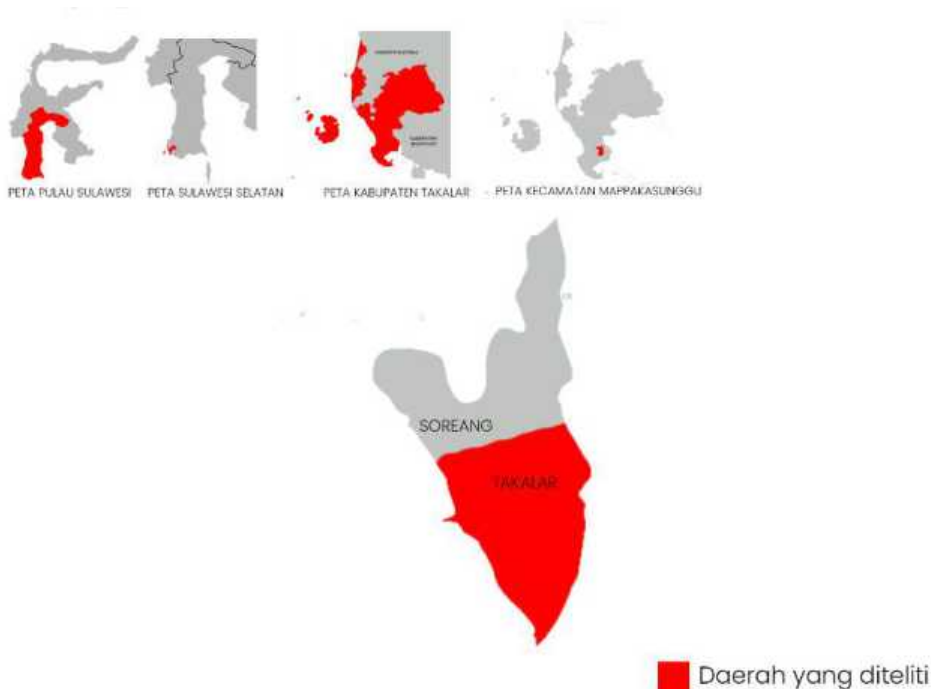 PETA PULAU SULAWESI
PETA SULAWESI SELATAN
PETA KABUPATEN TAKALAR
PETA KECAMATAN MAPPAKASUNGGU
SOREANG
TAKALAR
Daerah yang diteliti